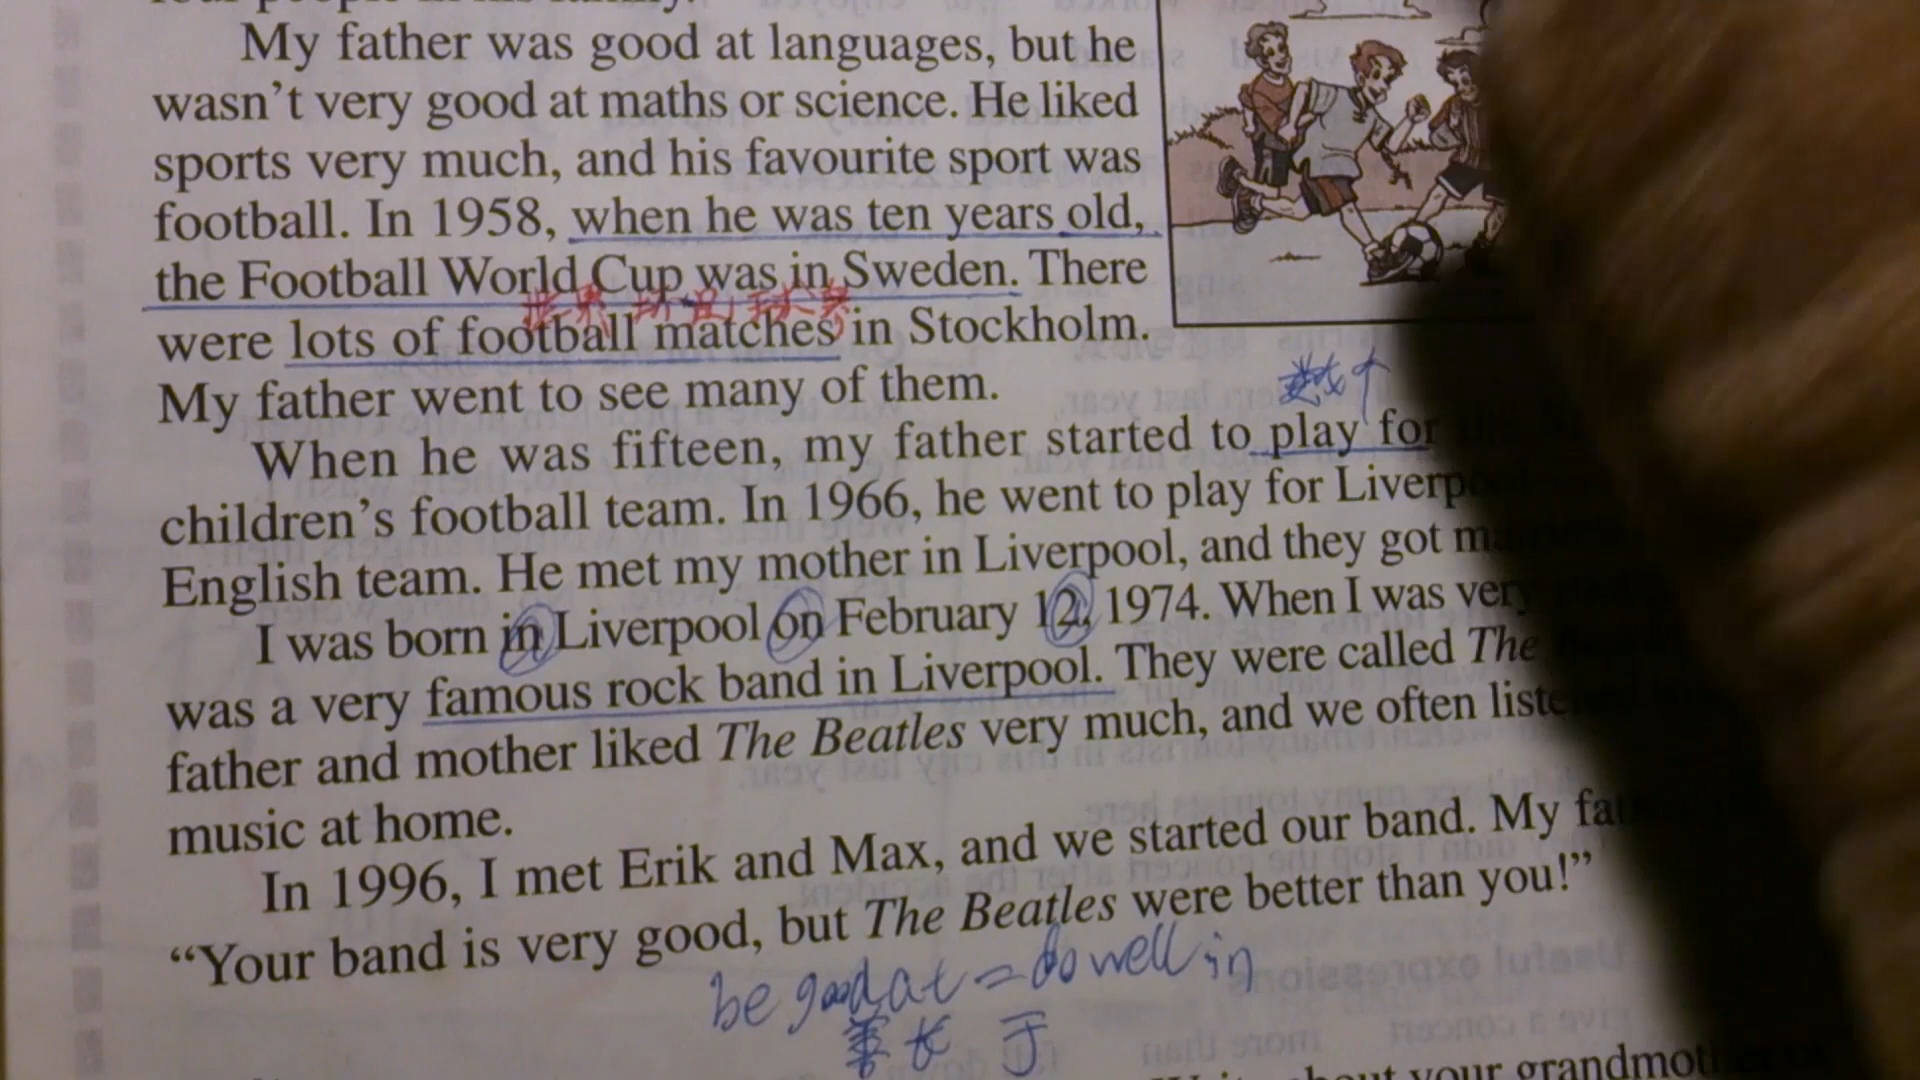 My father was good at languages, but he
wasn't very good at maths or science. He liked
sports very much, and his favourite sport was
football. In 1958, when he was ten years old,
the Football World Cup was in Sweden. There
were lots of football matches in Stockholm.
My father went to see many of them.
When he was fifteen, my father started to play for
children's football team. In 1966, he went to play for
English team. He met my mother in Liverpool, and they got
I was born in Liverpool on February 12, 1974. When I was very
was a very famous rock band in Liverpool. They were called The
father and mother liked The Beatles very much, and we often
music at home.
In 1996, I met Erik and Max, and we started our band. My
“Your band is very good, but The Beatles were better than you!”
be good at = do well in
善长于
about your